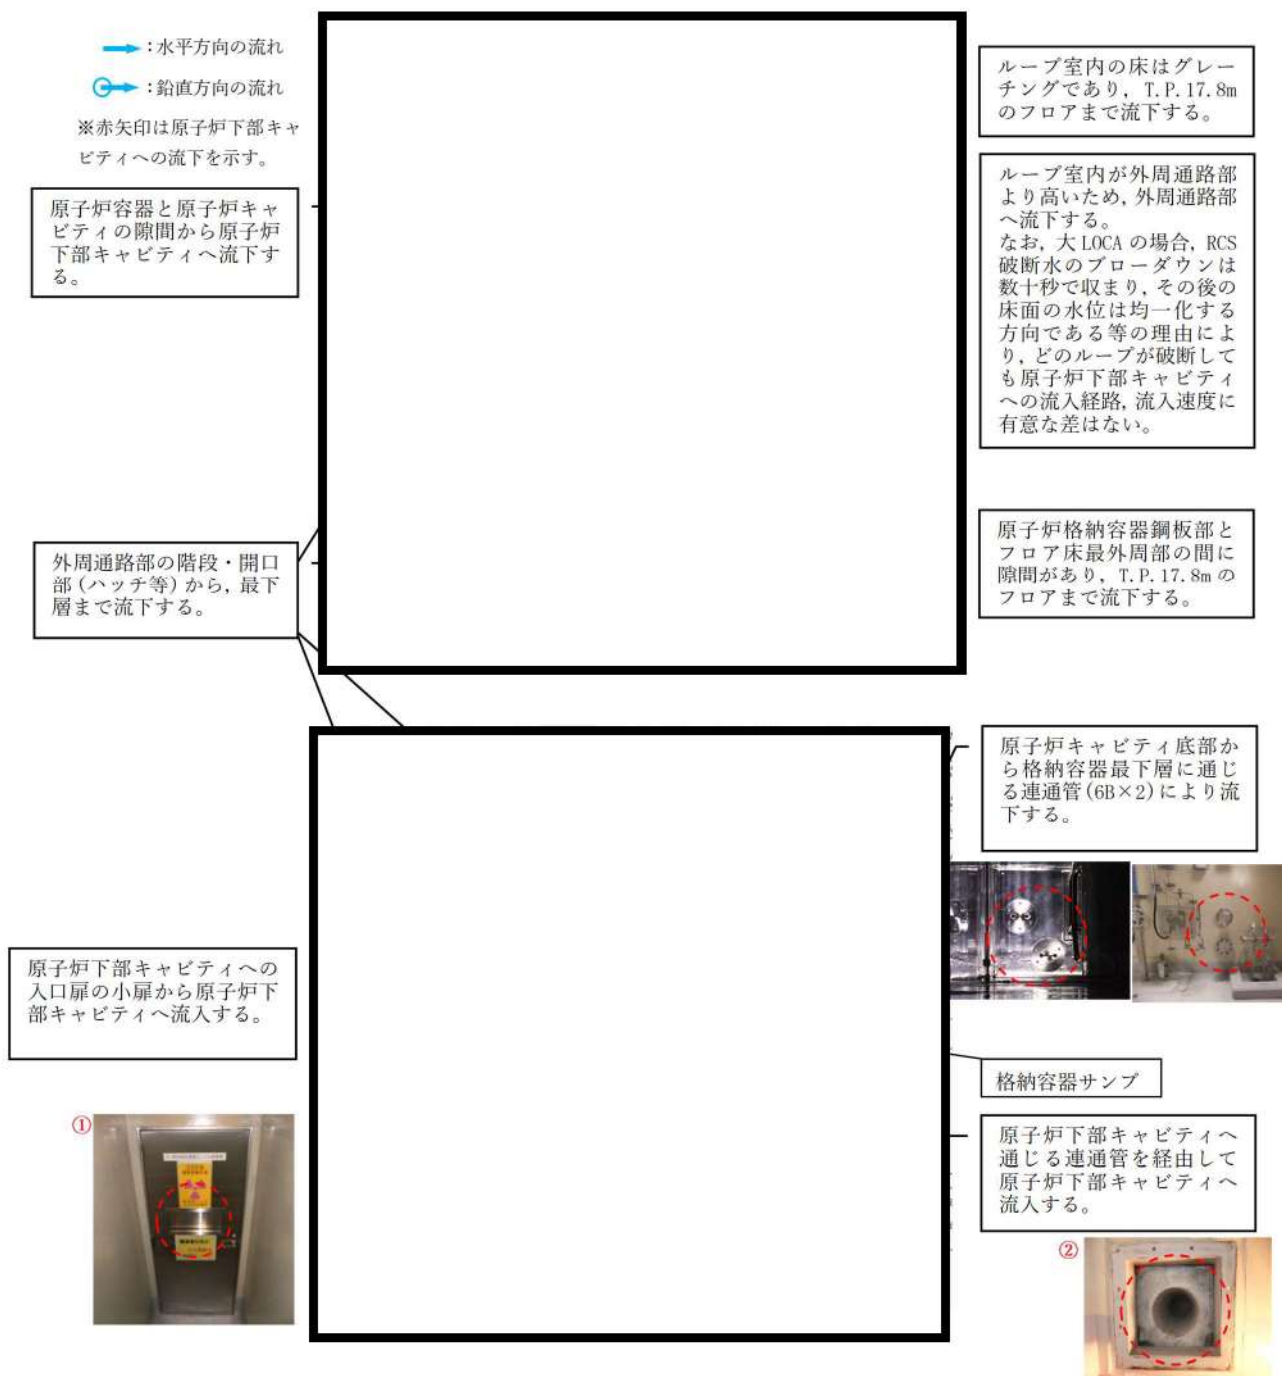 ：水平方向の流れ
：鉛直方向の流れ
※赤矢印は原子炉下部キャ
ビティへの流下を示す。
原子炉容器と原子炉キャ
ビティの隙間から原子炉
下部キャビティへ流下す
る。
外周通路部の階段・開口
部(ハッチ等)から，最下
層まで流下する。
ループ室内の床はグレー
チングであり，T.P.17.8m
のフロアまで流下する。
ループ室内が外周通路部
より高いため，外周通路部
へ流下する。
なお，大LOCAの場合，RCS
破断水のブローダウンは
数十秒で収まり，その後の
床面の水位は均一化する
方向である等の理由によ
り，どのループが破断して
も原子炉下部キャビティ
への流入経路，流入速度に
有意な差はない。
原子炉格納容器鋼板部と
フロア床最外周部の間に
隙間があり，T.P.17.8mの
フロアまで流下する。
原子炉キャビティ底部か
ら格納容器最下層に通じ
る連通管(6B×2)により流
下する。
原子炉下部キャビティへの
入口扉の小扉から原子炉下
部キャビティへ流入する。
①
格納容器サンプ
原子炉下部キャビティへ
通じる連通管を経由して
原子炉下部キャビティへ
流入する。
②